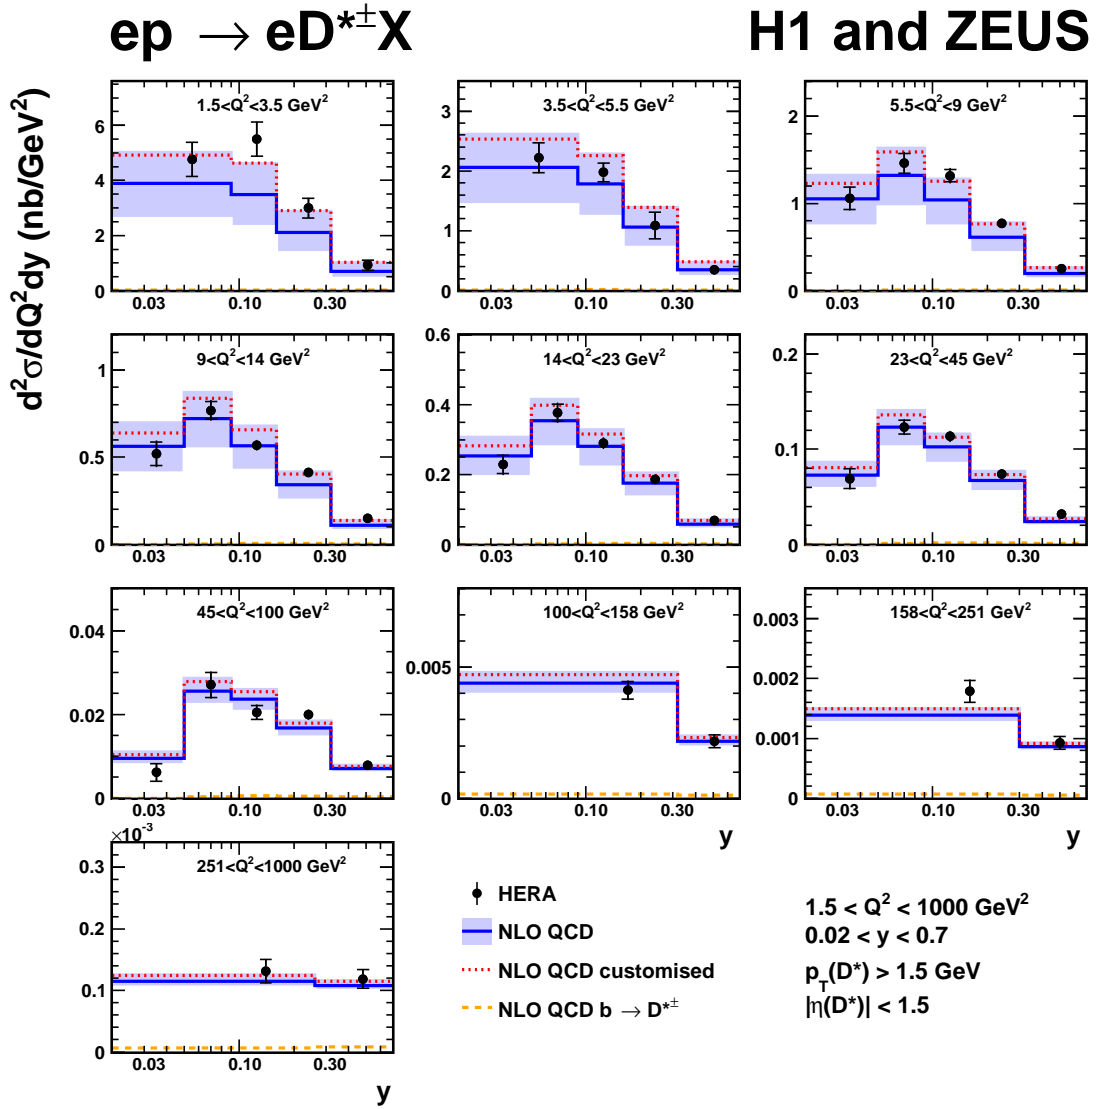 ep → eD*±X
H1 and ZEUS
d²σ/dQ²dy (nb/GeV²)
1.5<Q²<3.5 GeV²
0
2
4
6
0.03 0.10 0.30
3.5<Q²<5.5 GeV²
0
1
2
3
0.03 0.10 0.30
5.5<Q²<9 GeV²
0
1
2
0.03 0.10 0.30
9<Q²<14 GeV²
0
0.5
1
0.03 0.10 0.30
14<Q²<23 GeV²
0
0.2
0.4
0.6
0.03 0.10 0.30
23<Q²<45 GeV²
0
0.1
0.2
0.03 0.10 0.30
45<Q²<100 GeV²
0
0.02
0.04
0.03 0.10 0.30
100<Q²<158 GeV²
0.005
0.03 0.10 0.30
y
158<Q²<251 GeV²
0
0.001
0.002
0.003
0.03 0.10 0.30
y
×10⁻³
251<Q²<1000 GeV²
0
0.1
0.2
0.3
0.03 0.10 0.30
y
HERA
NLO QCD
NLO QCD customised
NLO QCD b → D*±
1.5 < Q² < 1000 GeV²
0.02 < y < 0.7
p_T(D*) > 1.5 GeV
|η(D*)| < 1.5